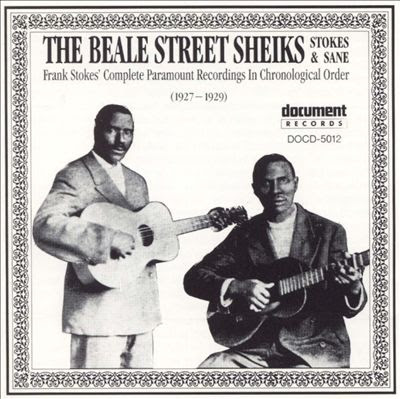 THE BEALE STREET SHEIKS STOKES & SANE
Frank Stokes' Complete Paramount Recordings In Chronological Order
(1927–1929)
document
RECORDS
DOCD-5012